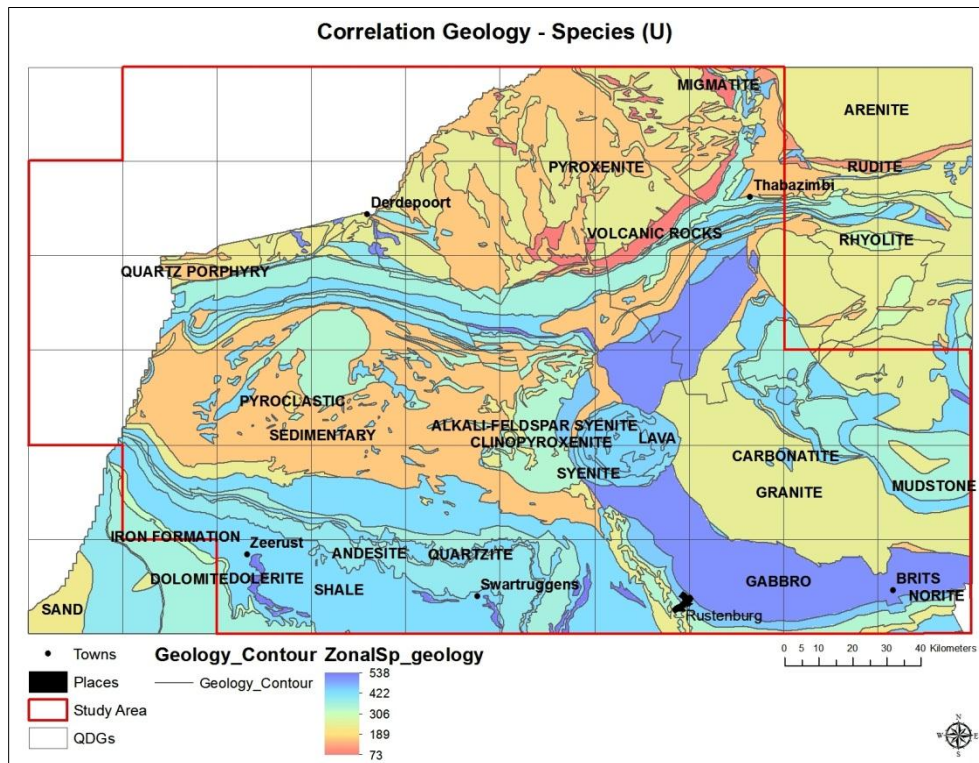 Correlation Geology - Species (U)
MIGMATITE
ARENITE
PYROXENITE
RUDITE
Thabazimbi
Derdepoort
VOLCANIC ROCKS
RHYOLITE
QUARTZ PORPHYRY
PYROCLASTIC
SEDIMENTARY
ALKALI-FELDSPAR SYENITE
CLINOPYROXENITE
LAVA
SYENITE
CARBONATITE
GRANITE
MUDSTONE
IRON FORMATION
Zeerust
ANDESITE
QUARTZITE
DOLOMITE
DOLERITE
SHALE
Swartruggens
GABBRO
BRITS
NORITE
SAND
Rustenburg
Towns
Places
Study Area
QDGs
Geology_Contour
Geology_Contour
ZonalSp_geology
538
422
306
189
73
0 5 10 20 30 40 Kilometers
N
W E
S